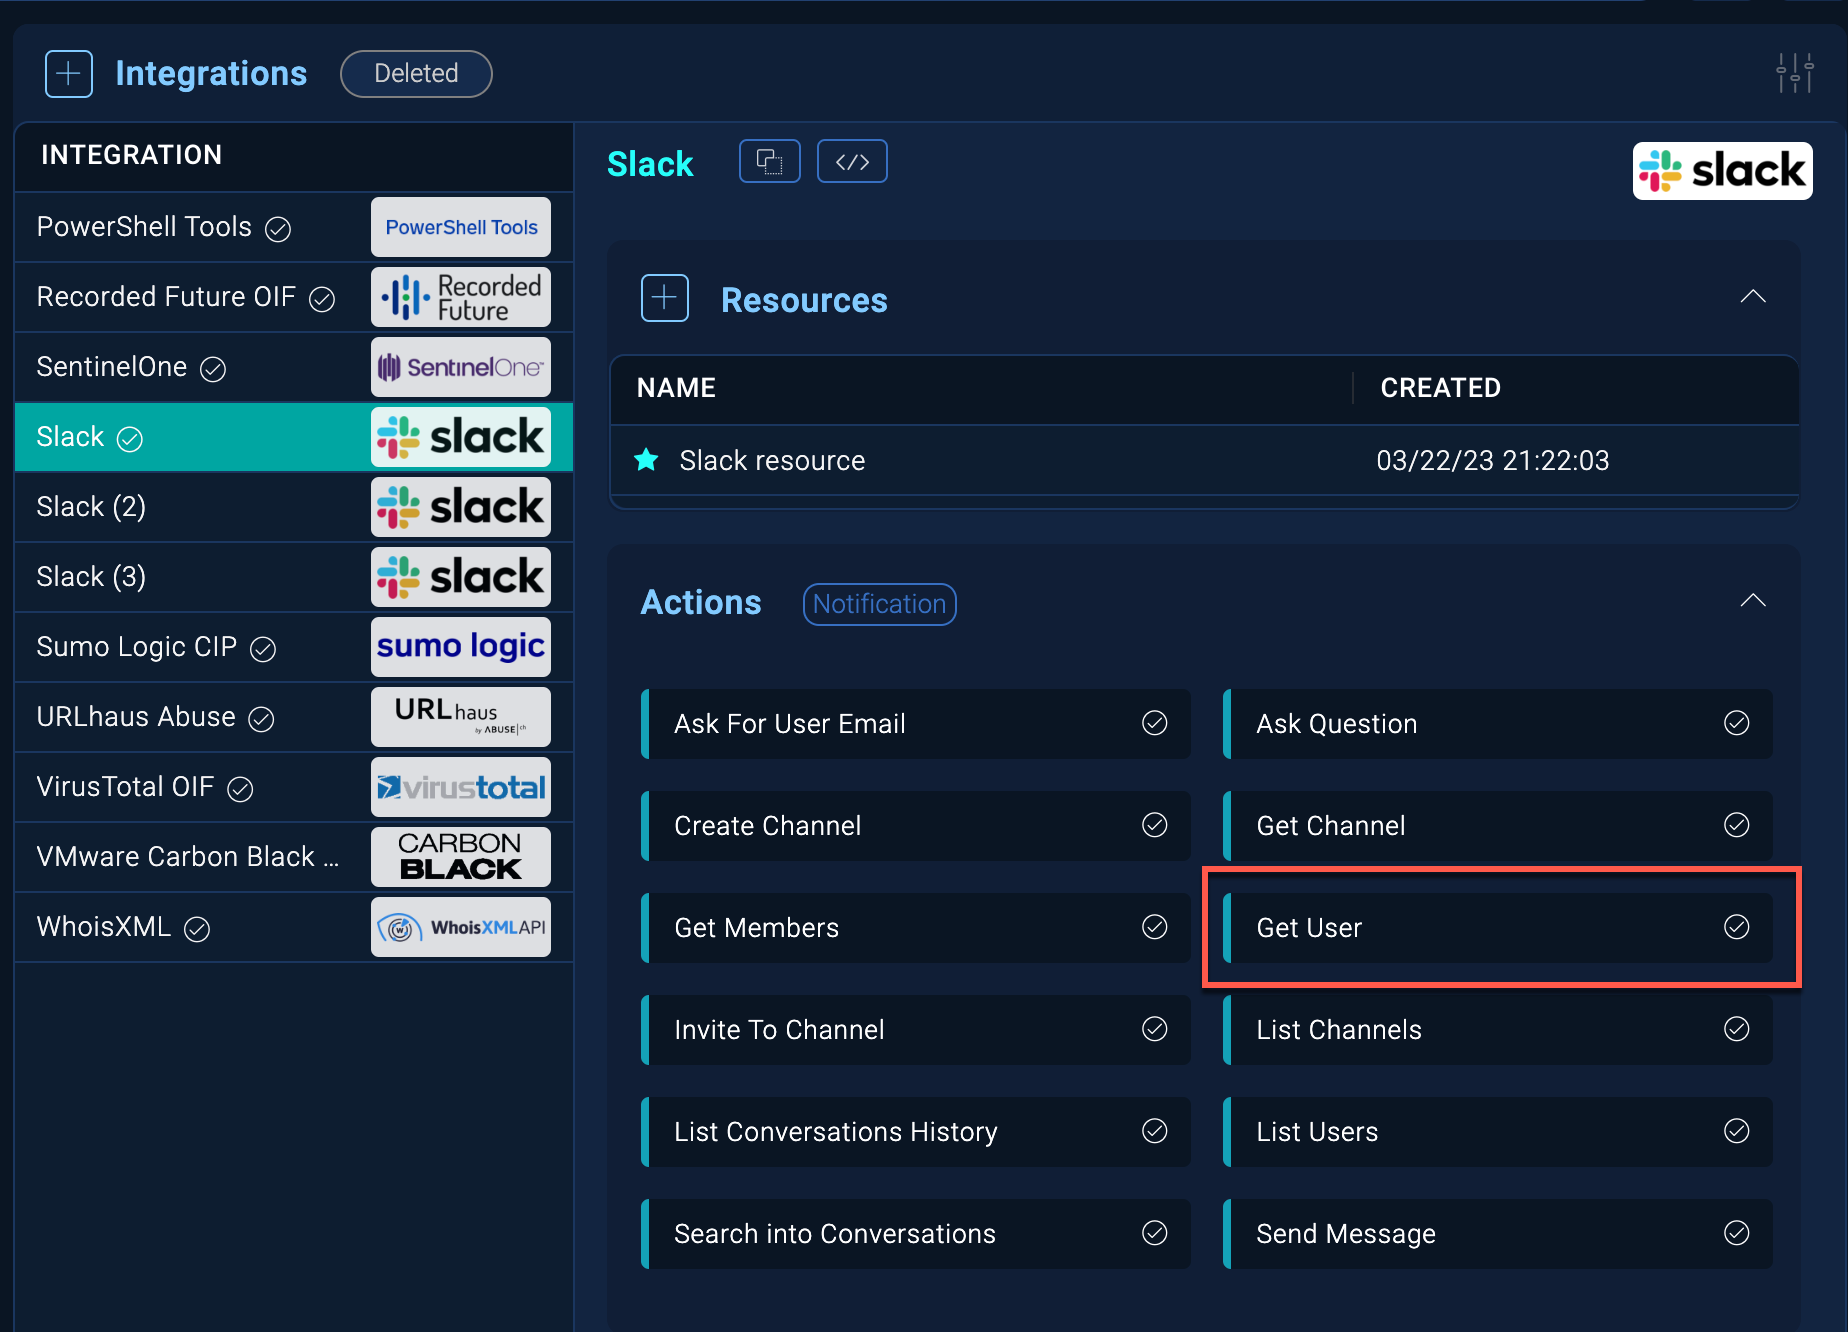 Integrations
Deleted
INTEGRATION
PowerShell Tools
PowerShell Tools
Recorded Future OIF
Recorded
Future
SentinelOne
SentinelOne
Slack
slack
Slack (2)
slack
Slack (3)
slack
Sumo Logic CIP
sumo logic
URLhaus Abuse
URLhaus
by ABUSE|ch
VirusTotal OIF
virustotal
VMware Carbon Black ...
CARBON
BLACK
WhoisXML
W
WhoisXMLAPI
Slack
</>
slack
Resources
NAME
CREATED
Slack resource
03/22/23 21:22:03
Actions
Notification
Ask For User Email
Ask Question
Create Channel
Get Channel
Get Members
Get User
Invite To Channel
List Channels
List Conversations History
List Users
Search into Conversations
Send Message